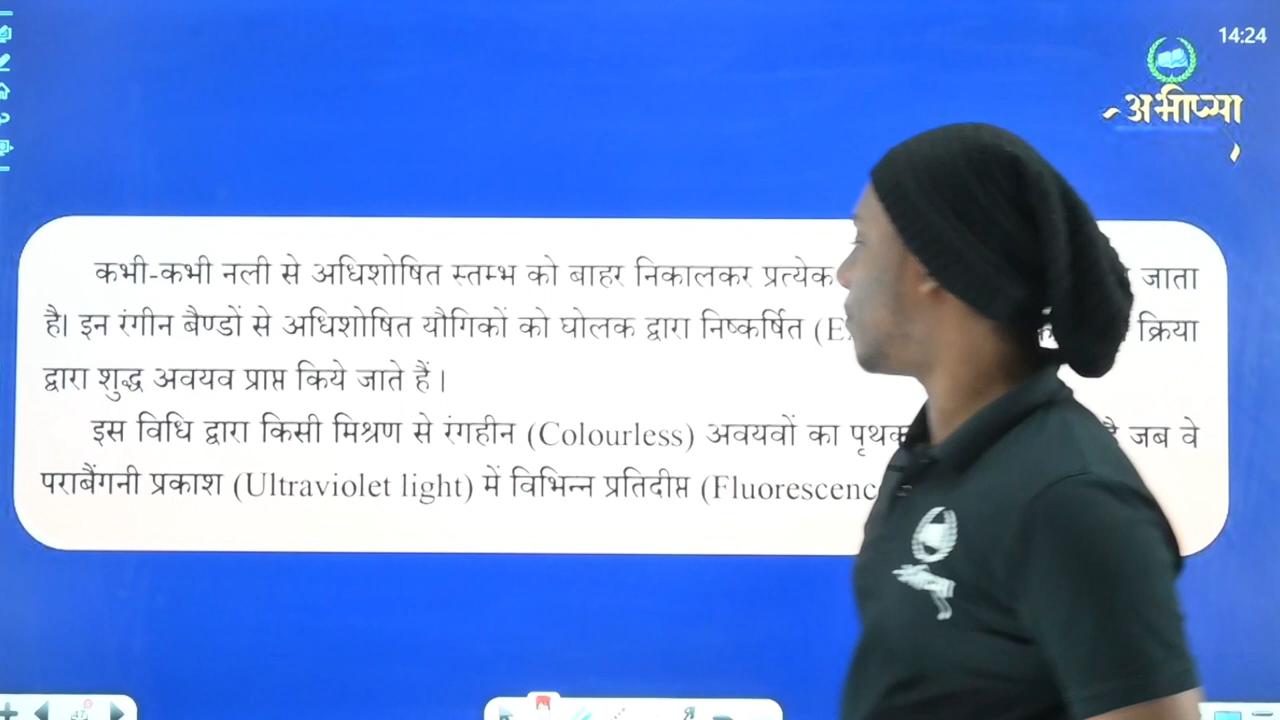 14:24
अभीप्सा
कभी-कभी नली से अधिशोषित स्तम्भ को बाहर निकालकर प्रत्येक जाता
है। इन रंगीन बैण्डों से अधिशोषित यौगिकों को घोलक द्वारा निष्कर्षित क्रिया
द्वारा शुद्ध अवयव प्राप्त किये जाते हैं ।
इस विधि द्वारा किसी मिश्रण से रंगहीन (Colourless) अवयवों का जब वे
पराबैंगनी प्रकाश (Ultraviolet light) में विभिन्न प्रतिदीप्त